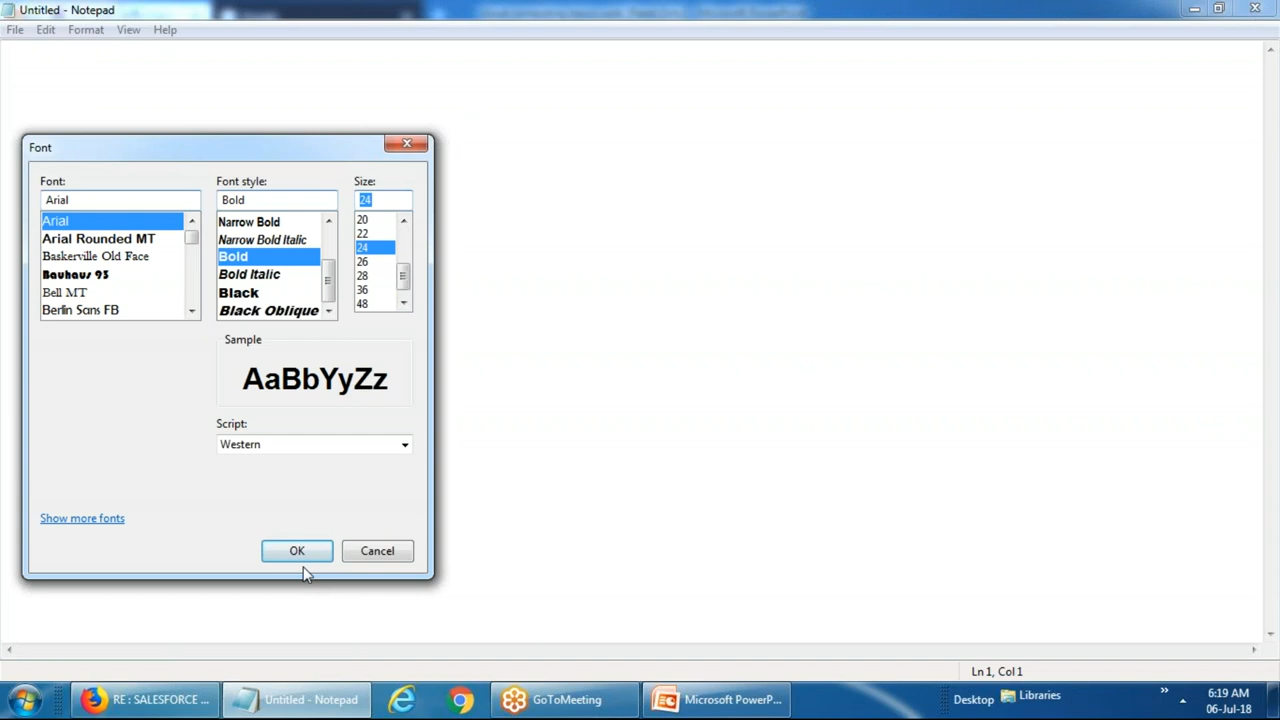 Untitled - Notepad
File Edit Format View Help
Font
Font: Font style: Size:
Arial Bold 24
Arial Narrow Bold 20
Arial Rounded MT Narrow Bold Italic 22
Baskerville Old Face Bold 24
Bauhaus 93 Bold Italic 26
Bell MT Black 28
Berlin Sans FB Black Oblique 36
48
Sample
AaBbYyZz
Script:
Western
Show more fonts
OK Cancel
Ln 1, Col 1
RE : SALESFORCE ... Untitled - Notepad GoToMeeting Microsoft PowerP... Desktop Libraries » 6:19 AM
06-Jul-18